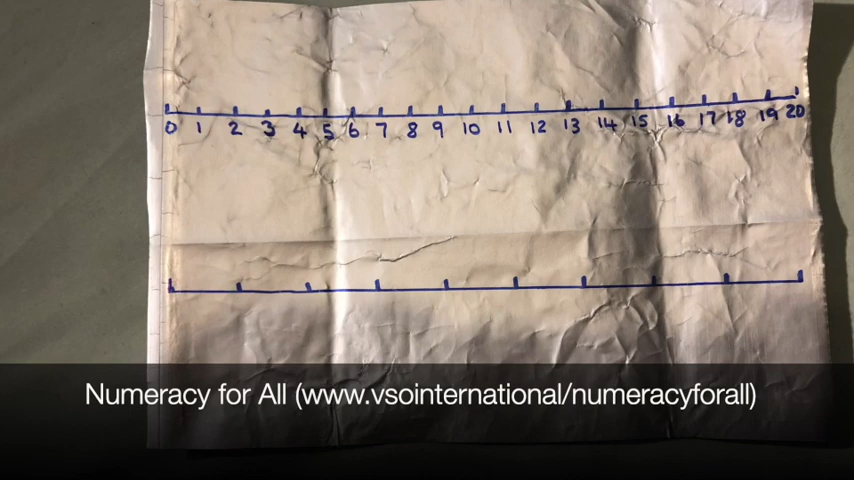 0 1 2 3 4 5 6 7 8 9 10 11 12 13 14 15 16 17 18 19 20
Numeracy for All (www.vsointernational/numeracyforall)